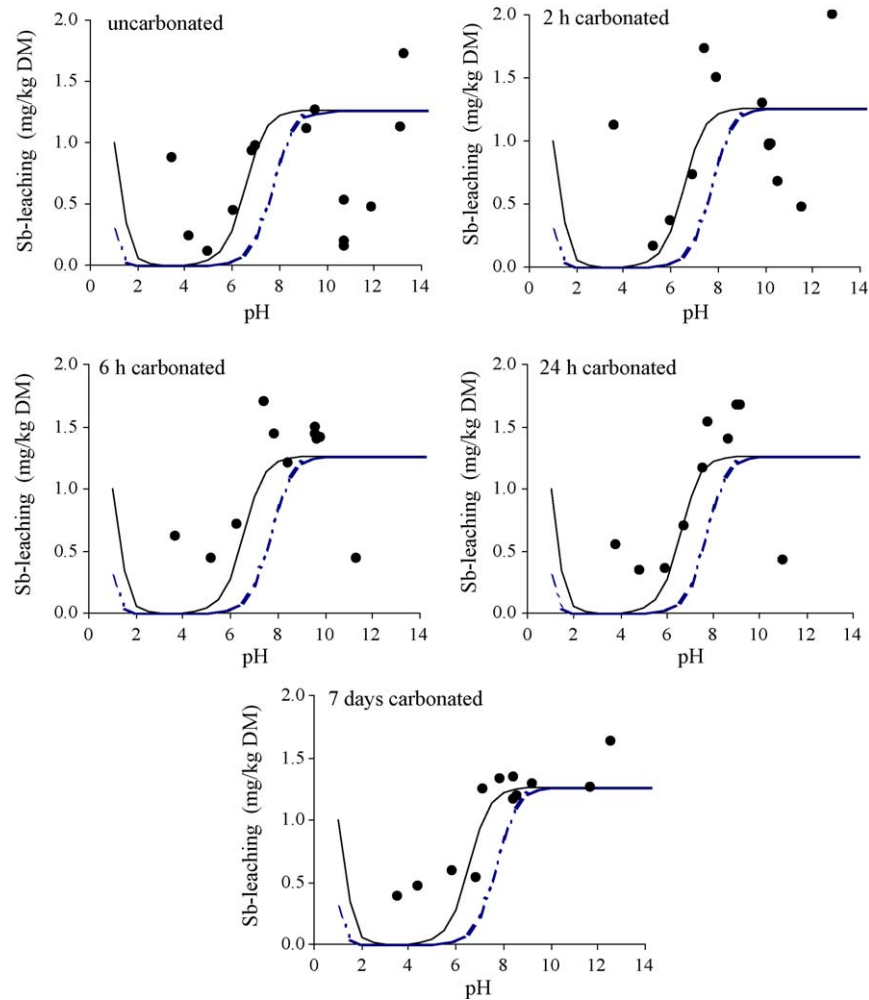 uncarbonated
Sb-leaching (mg/kg DM)
2.0
1.5
1.0
0.5
0.0
0 2 4 6 8 10 12 14
pH
2 h carbonated
Sb-leaching (mg/kg DM)
2.0
1.5
1.0
0.5
0.0
0 2 4 6 8 10 12 14
pH
6 h carbonated
Sb-leaching (mg/kg DM)
2.0
1.5
1.0
0.5
0.0
0 2 4 6 8 10 12 14
pH
24 h carbonated
Sb-leaching (mg/kg DM)
2.0
1.5
1.0
0.5
0.0
0 2 4 6 8 10 12 14
pH
7 days carbonated
Sb-leaching (mg/kg DM)
2.0
1.5
1.0
0.5
0.0
0 2 4 6 8 10 12 14
pH